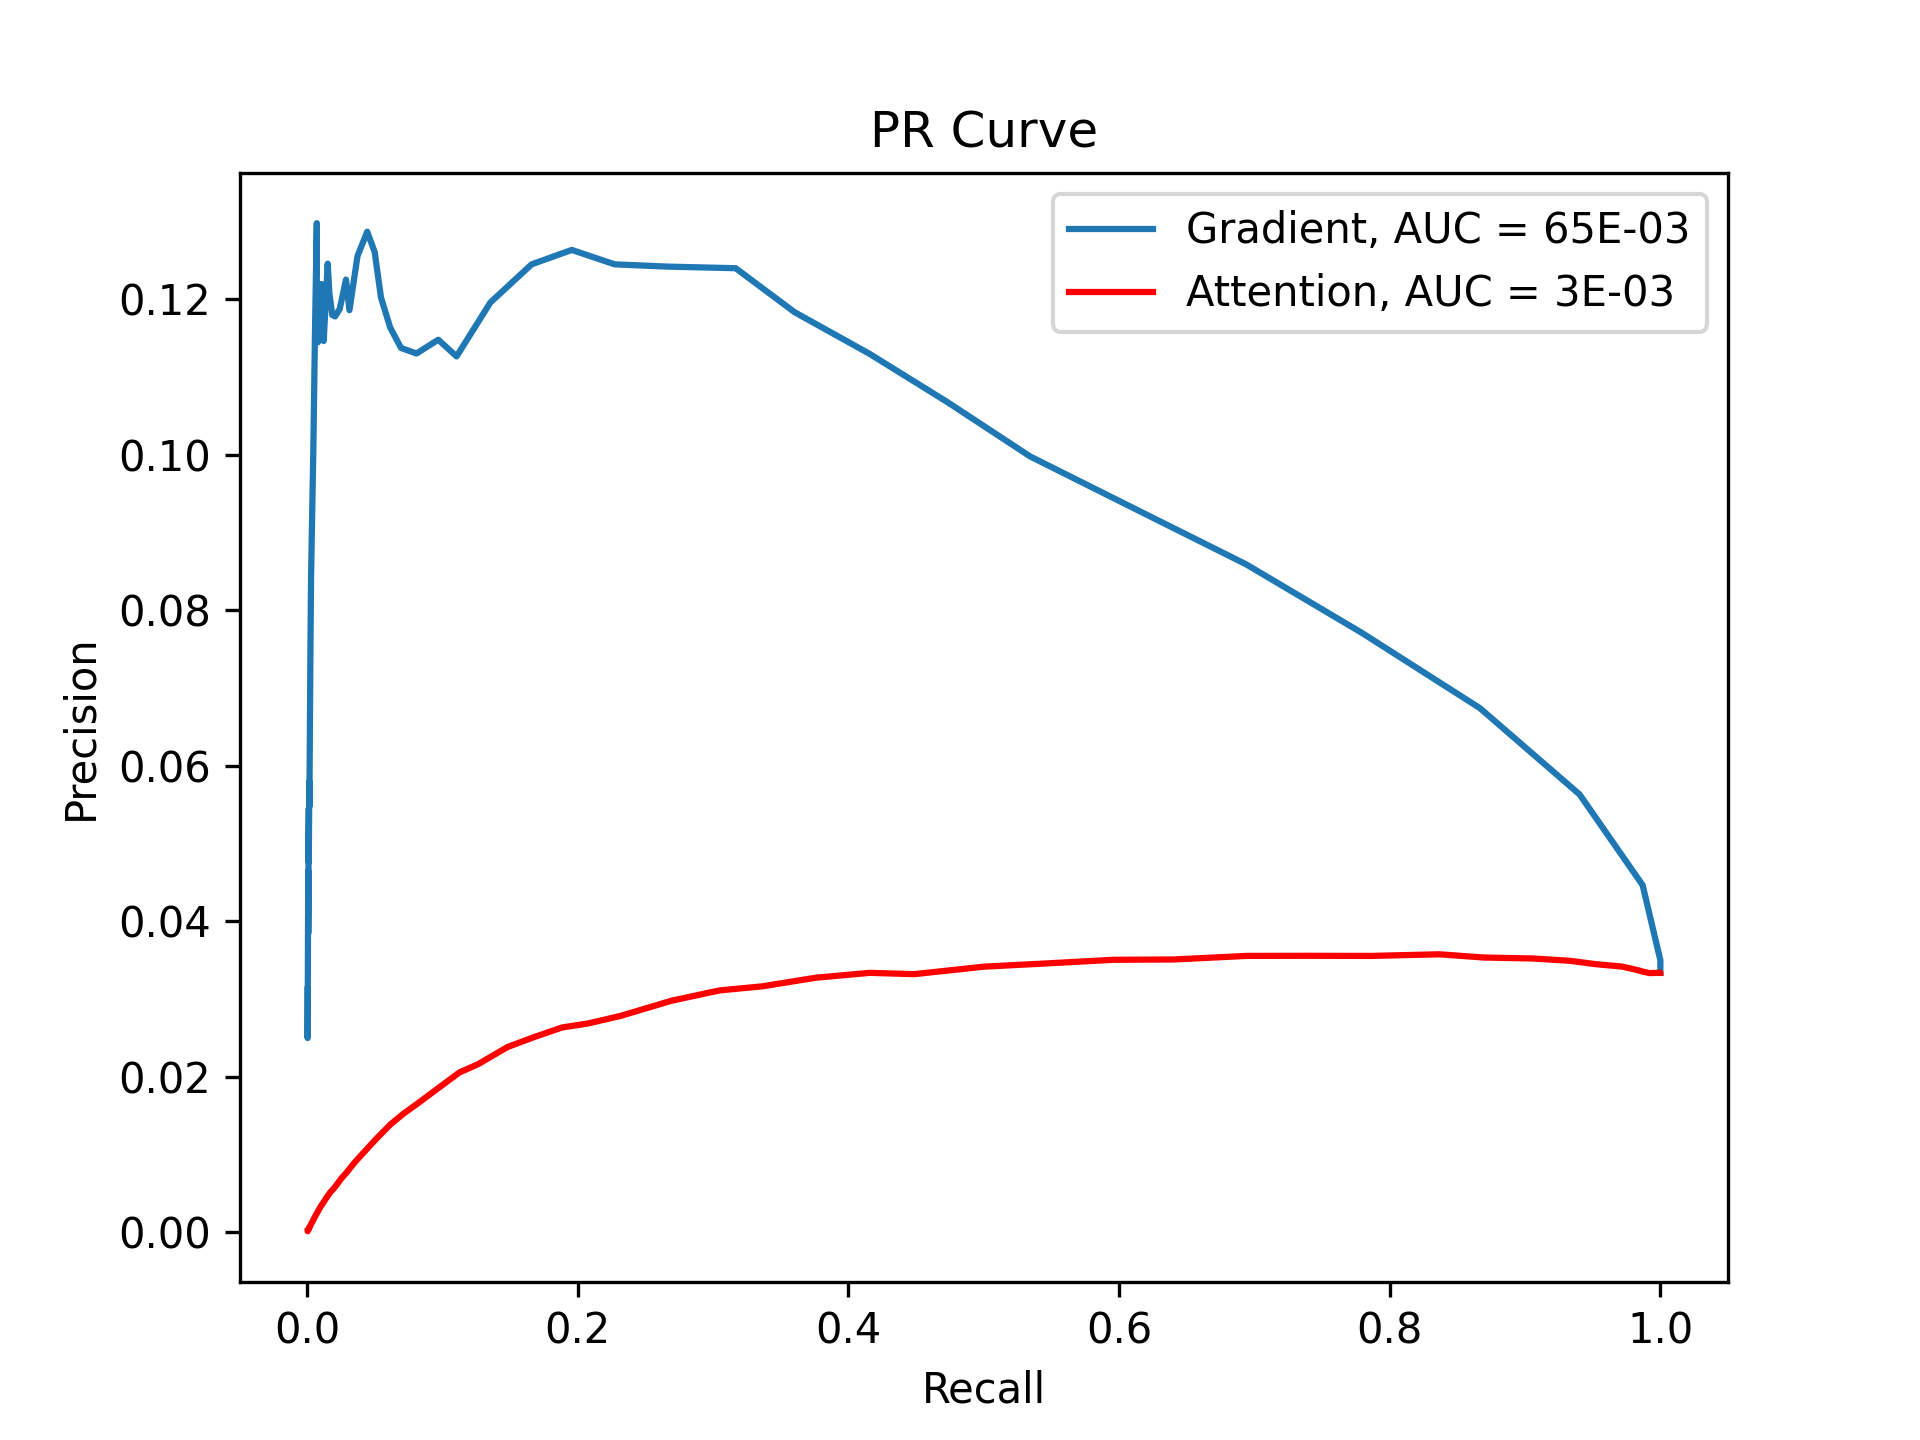 PR Curve
Gradient, AUC = 65E-03
Attention, AUC = 3E-03
0.12
0.10
0.08
0.06
0.04
0.02
0.00
Precision
0.0 0.2 0.4 0.6 0.8 1.0
Recall